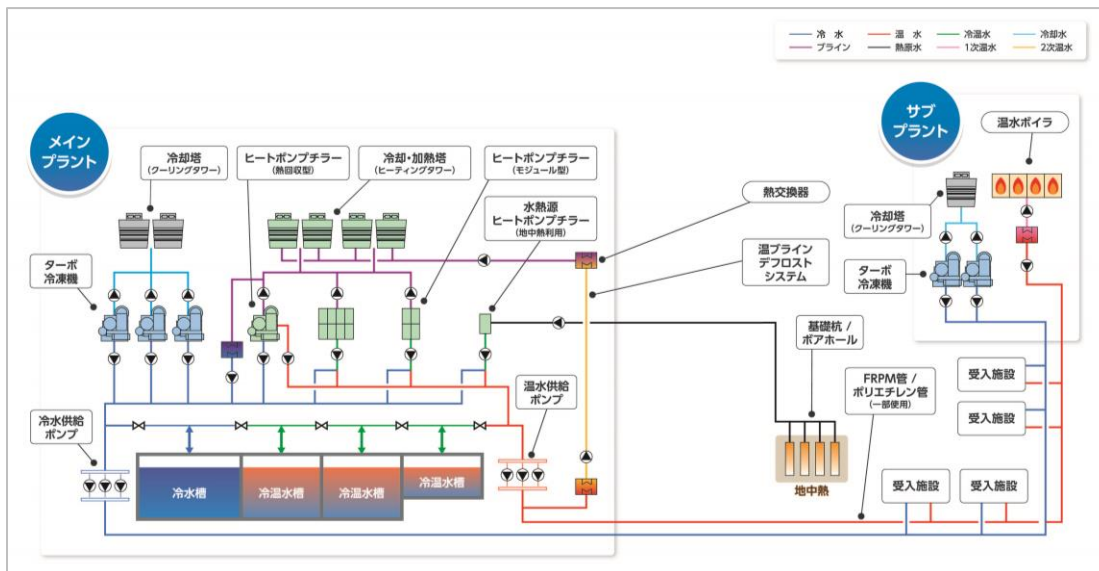 冷 水
温 水
冷温水
冷却水
ブライン
熱原水
1次温水
2次温水
メイン
プラント
冷却塔
(クーリングタワー)
ヒートポンプチラー
(熱回収型)
冷却・加熱塔
(ヒーティングタワー)
ヒートポンプチラー
(モジュール型)
水熱源
ヒートポンプチラー
(地中熱利用)
熱交換器
温ブライン
デフロスト
システム
ターボ
冷凍機
サブ
プラント
温水ボイラ
冷却塔
(クーリングタワー)
ターボ
冷凍機
基礎杭 /
ボアホール
FRPM管 /
ポリエチレン管
(一部使用)
受入施設
受入施設
冷水供給
ポンプ
温水供給
ポンプ
冷水槽
冷温水槽
冷温水槽
冷温水槽
地中熱
受入施設
受入施設